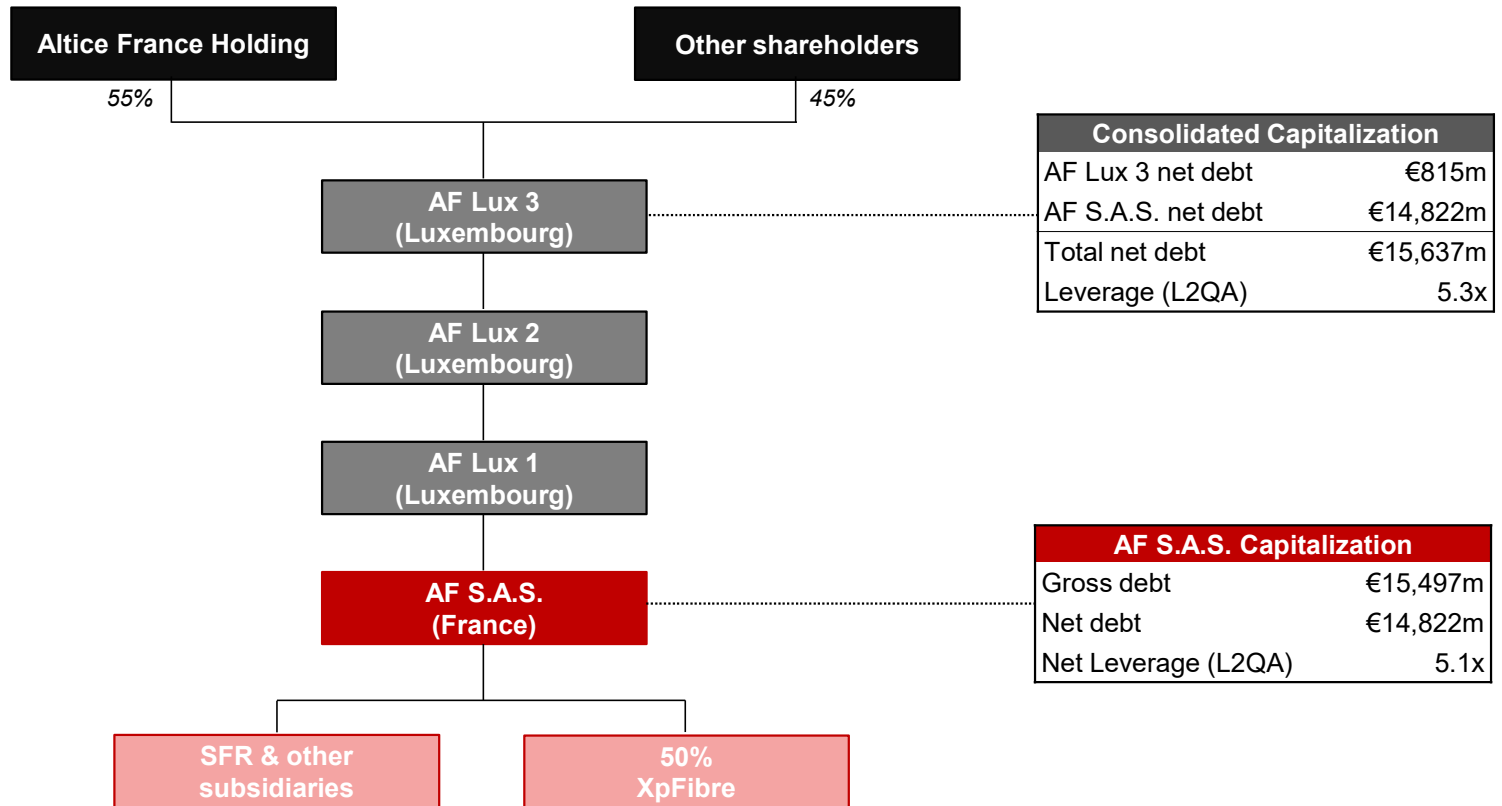 Altice France Holding
Other shareholders
55%
45%
AF Lux 3
(Luxembourg)
Consolidated Capitalization
AF Lux 3 net debt €815m
AF S.A.S. net debt €14,822m
Total net debt €15,637m
Leverage (L2QA) 5.3x
AF Lux 2
(Luxembourg)
AF Lux 1
(Luxembourg)
AF S.A.S.
(France)
AF S.A.S. Capitalization
Gross debt €15,497m
Net debt €14,822m
Net Leverage (L2QA) 5.1x
SFR & other
subsidiaries
50%
XpFibre